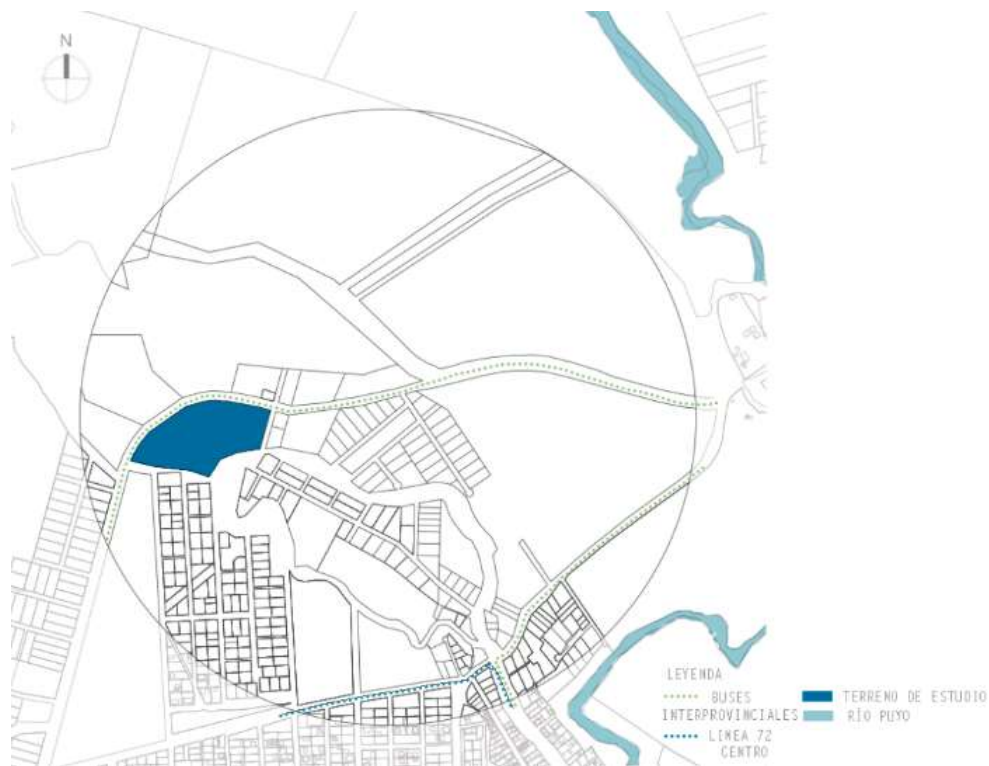 N
LEYENDA
BUSES
INTERPROVINCIALES
LINEA 72
CENTRO
TERRENO DE ESTUDIO
RÍO PUYO